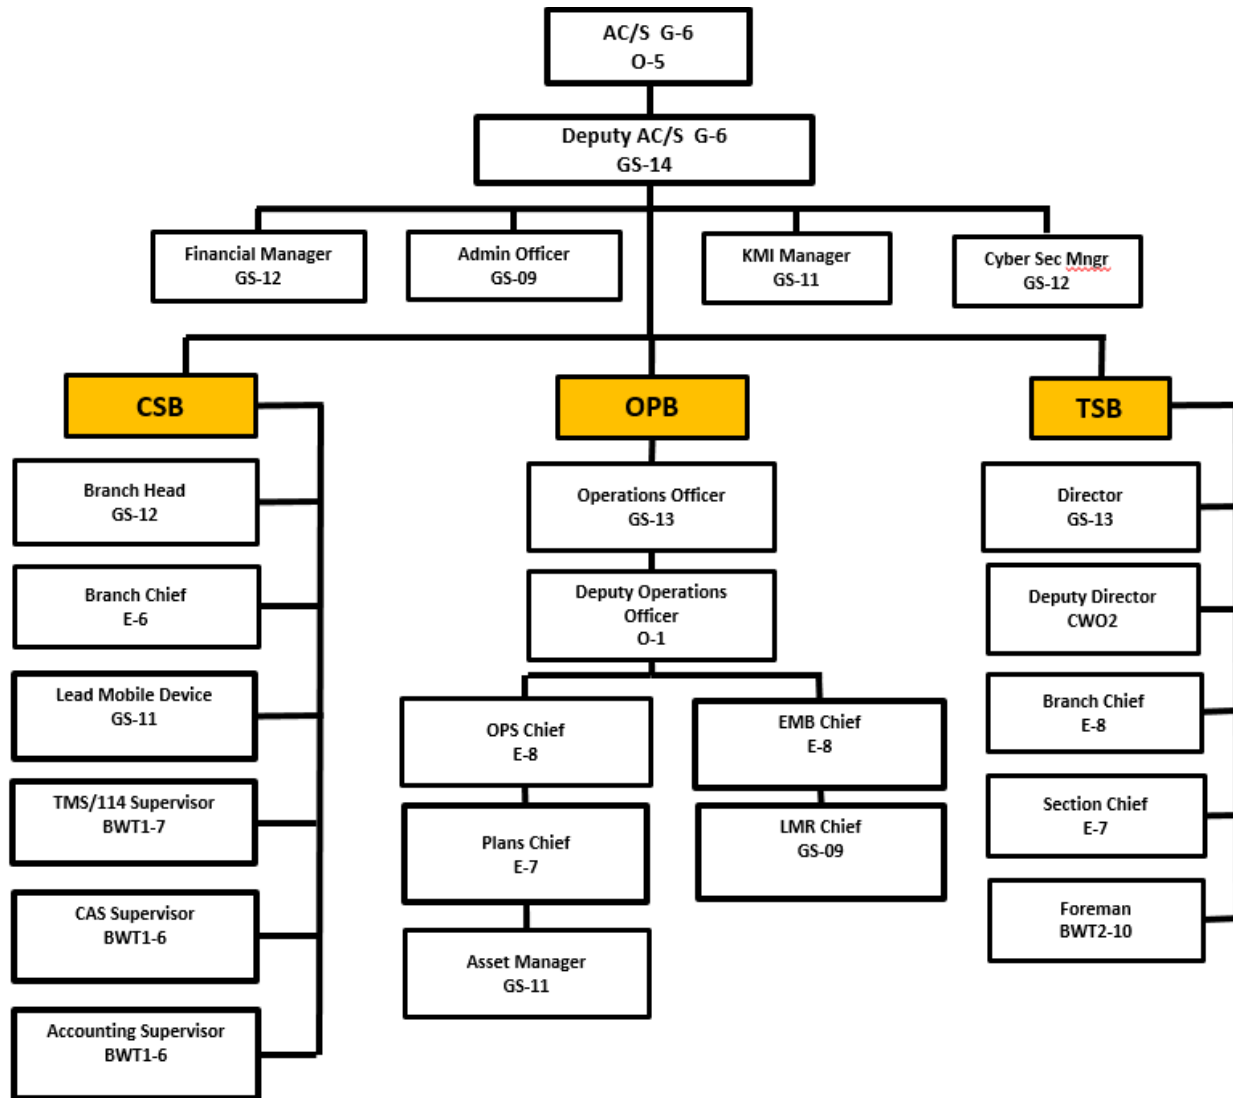 AC/S G-6
O-5
Deputy AC/S G-6
GS-14
Financial Manager
GS-12
Admin Officer
GS-09
KMI Manager
GS-11
Cyber Sec Mngr
GS-12
CSB
Branch Head
GS-12
Branch Chief
E-6
Lead Mobile Device
GS-11
TMS/114 Supervisor
BWT1-7
CAS Supervisor
BWT1-6
Accounting Supervisor
BWT1-6
OPB
Operations Officer
GS-13
Deputy Operations
Officer
O-1
OPS Chief
E-8
Plans Chief
E-7
Asset Manager
GS-11
EMB Chief
E-8
LMR Chief
GS-09
TSB
Director
GS-13
Deputy Director
CWO2
Branch Chief
E-8
Section Chief
E-7
Foreman
BWT2-10